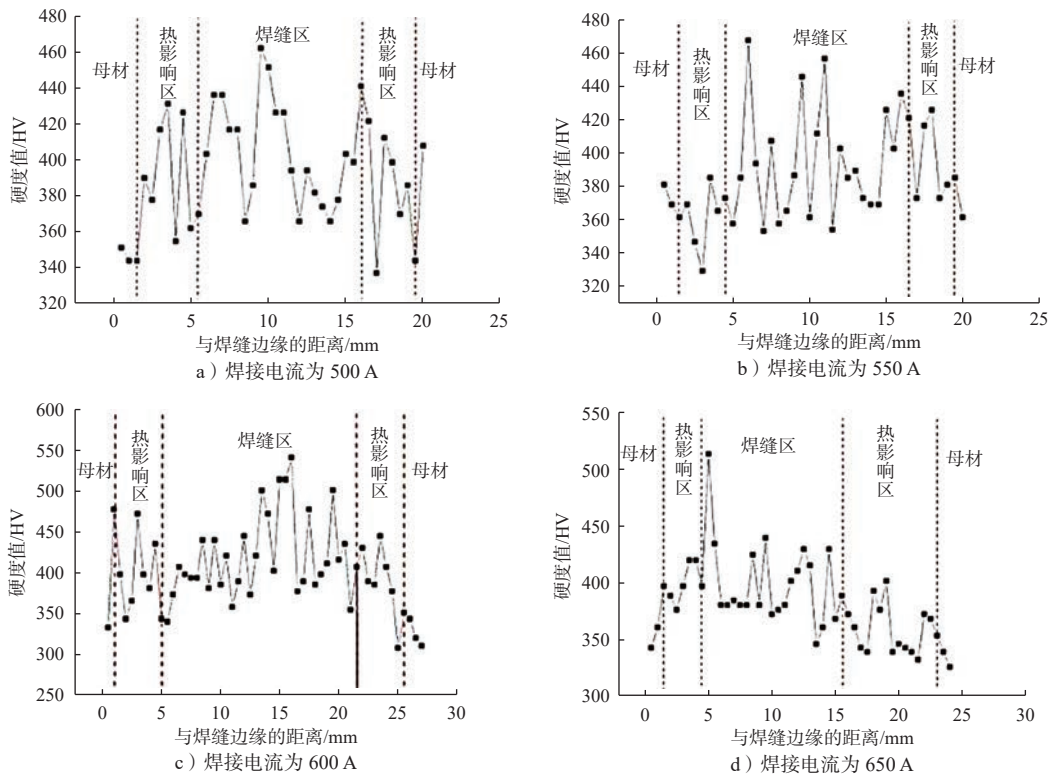 480
460
440
420
400
380
360
340
320
硬度值/HV
母材
热影响区
焊缝区
热影响区
母材
0 5 10 15 20 25
与焊缝边缘的距离/mm
a）焊接电流为 500 A
480
460
440
420
400
380
360
340
320
硬度值/HV
母材
热影响区
焊缝区
热影响区
母材
0 5 10 15 20 25
与焊缝边缘的距离/mm
b）焊接电流为 550 A
600
550
500
450
400
350
300
250
硬度值/HV
母材
热影响区
焊缝区
热影响区
母材
0 5 10 15 20 25 30
与焊缝边缘的距离/mm
c）焊接电流为 600 A
550
500
450
400
350
300
硬度值/HV
母材
热影响区
焊缝区
热影响区
母材
0 5 10 15 20 25 30
与焊缝边缘的距离/mm
d）焊接电流为 650 A